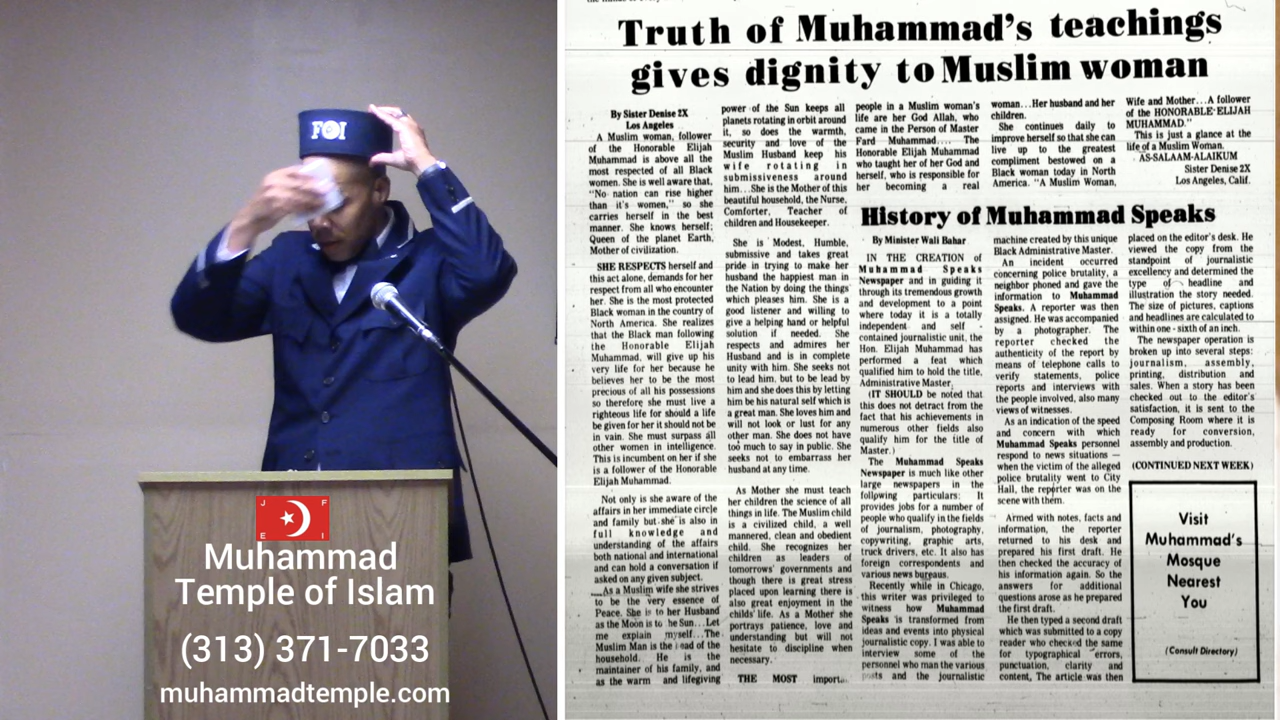 FOI
J F
E I
Muhammad
Temple of Islam
(313) 371-7033
muhammadtemple.com
Truth of Muhammad's teachings
gives dignity to Muslim woman
By Sister Denise 2X
Los Angeles
A Muslim woman, follower
of the Honorable Elijah
Muhammad is above all the
most respected of all Black
women. She is well aware that,
"No nation can rise higher
than it's women," so she
carries herself in the best
manner. She knows herself;
Queen of the planet Earth,
Mother of civilization.
SHE RESPECTS herself and
this act alone, demands for her
respect from all who encounter
her. She is the most protected
Black woman in the country of
North America. She realizes
that the Black man following
the Honorable Elijah
Muhammad, will give up his
very life for her because he
believes her to be the most
precious of all his possessions
so therefore she must live a
righteous life for should a life
be given for her it should not be
in vain. She must surpass all
other women in intelligence.
This is incumbent on her if she
is a follower of the Honorable
Elijah Muhammad.
Not only is she aware of the
affairs in her immediate circle
and family but she is also in
full knowledge and
understanding of the affairs
both national and international
and can hold a conversation if
asked on any given subject.
As a Muslim wife she strives
to be the very essence of
Peace. She is to her Husband
as the Moon is to he Sun...Let
me explain myself...The
Muslim Man is the head of the
household. He is the
maintainer of his family, and
as the warm and lifegiving
power of the Sun keeps all
planets rotating in orbit around
it, so does the warmth,
security and love of the
Muslim Husband keep his
wife rotating in
submissiveness around
him...She is the Mother of this
beautiful household, the Nurse,
Comforter, Teacher of
children and Housekeeper.
She is Modest, Humble,
submissive and takes great
pride in trying to make her
husband the happiest man in
the Nation by doing the things
which pleases him. She is a
good listener and willing to
give a helping hand or helpful
solution if needed. She
respects and admires her
Husband and is in complete
unity with him. She seeks not
to lead him, but to be lead by
him and she does this by letting
him be his natural self which is
a great man. She loves him and
will not look or lust for any
other man. She does not have
too much to say in public. She
seeks not to embarrass her
husband at any time.
As Mother she must teach
her children the science of all
things in life. The Muslim child
is a civilized child, a well
mannered, clean and obedient
child. She recognizes her
children as leaders of
tomorrows' governments and
though there is great stress
placed upon learning there is
also great enjoyment in the
childs' life. As a Mother she
portrays patience, love and
understanding but will not
hesitate to discipline when
necessary.
THE MOST
people in a Muslim woman's
life are her God Allah, who
came in the Person of Master
Fard Muhammad.... The
Honorable Elijah Muhammad
who taught her of her God and
herself, who is responsible for
her becoming a real
woman...Her husband and her
children.
She continues daily to
improve herself so that she can
live up to the greatest
compliment bestowed on a
Black woman today in North
America. "A Muslim Woman,
Wife and Mother...A follower
of the HONORABLE ELIJAH
MUHAMMAD."
This is just a glance at the
life of a Muslim Woman.
AS-SALAAM-ALAIKUM
Sister Denise 2X
Los Angeles, Calif.
History of Muhammad Speaks
By Minister Wali Bahar
IN THE CREATION of
Muhammad Speaks
Newspaper and in guiding it
through its tremendous growth
and development to a point
where today it is a totally
independent and self -
contained journalistic unit, the
Hon. Elijah Muhammad has
performed a feat which
qualified him to hold the title,
Administrative Master.
(IT SHOULD be noted that
this does not detract from the
fact that his achievements in
numerous other fields also
qualify him for the title of
Master.)
The Muhammad Speaks
Newspaper is much like other
large newspapers in the
following particulars: It
provides jobs for a number of
people who qualify in the fields
of journalism, photography,
copywriting, graphic arts,
truck drivers, etc. It also has
foreign correspondents and
various news bureaus.
Recently while in Chicago,
this writer was privileged to
witness how Muhammad
Speaks is transformed from
ideas and events into physical
journalistic copy. I was able to
interview some of the
personnel who man the various
posts and the journalistic
machine created by this unique
Black Administrative Master.
An incident occurred
concerning police brutality, a
neighbor phoned and gave the
information to Muhammad
Speaks. A reporter was then
assigned. He was accompanied
by a photographer. The
reporter checked the
authenticity of the report by
means of telephone calls to
verify statements, police
reports and interviews with
the people involved, also many
views of witnesses.
As an indication of the speed
and concern with which
Muhammad Speaks personnel
respond to news situations —
when the victim of the alleged
police brutality went to City
Hall, the reporter was on the
scene with them.
Armed with notes, facts and
information, the reporter
returned to his desk and
prepared his first draft. He
then checked the accuracy of
his information again. So the
answers for additional
questions arose as he prepared
the first draft.
He then typed a second draft
which was submitted to a copy
reader who checked the same
for typographical errors,
punctuation, clarity and
content, The article was then
placed on the editor's desk. He
viewed the copy from the
standpoint of journalistic
excellency and determined the
type of headline and
illustration the story needed.
The size of pictures, captions
and headlines are calculated to
within one - sixth of an inch.
The newspaper operation is
broken up into several steps:
journalism, assembly,
printing, distribution and
sales. When a story has been
checked out to the editor's
satisfaction, it is sent to the
Composing Room where it is
ready for conversion,
assembly and production.
(CONTINUED NEXT WEEK)
Visit
Muhammad's
Mosque
Nearest
You
(Consult Directory)